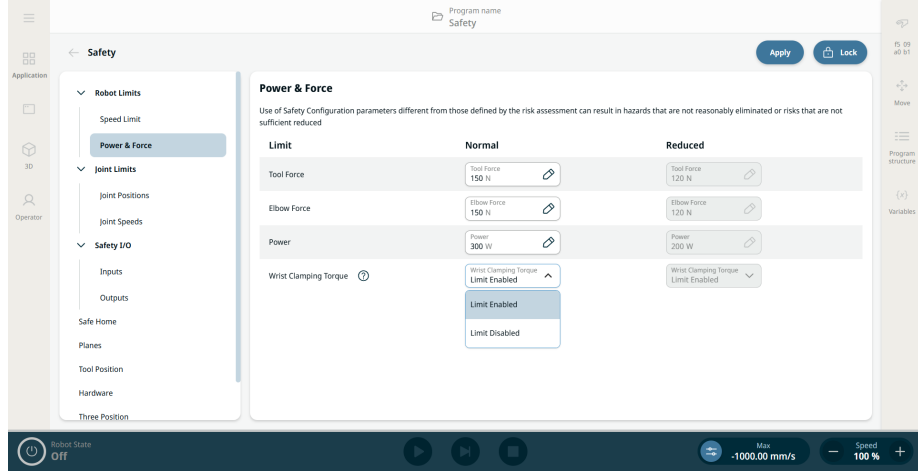 Program name
Safety
Application
3D
Operator
Safety
Apply
Lock
f5 09
a0 b1
Move
Program
structure
{x}
Variables
Robot Limits
Speed Limit
Power & Force
Joint Limits
Joint Positions
Joint Speeds
Safety I/O
Inputs
Outputs
Safe Home
Planes
Tool Position
Hardware
Three Position
Power & Force
Use of Safety Configuration parameters different from those defined by the risk assessment can result in hazards that are not reasonably eliminated or risks that are not
sufficient reduced
Limit Normal Reduced
Tool Force
Tool Force
150 N
Tool Force
120 N
Elbow Force
Elbow Force
150 N
Elbow Force
120 N
Power
Power
300 W
Power
200 W
Wrist Clamping Torque ?
Wrist Clamping Torque
Limit Enabled
Wrist Clamping Torque
Limit Enabled
Limit Enabled
Limit Disabled
Robot State
Off
Max
-1000.00 mm/s
Speed
100 %